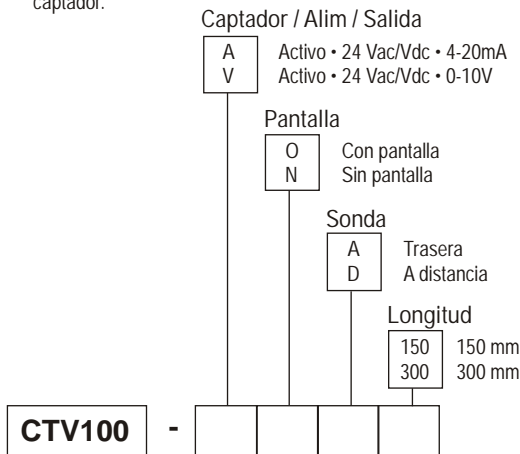 captador.
Captador / Alim / Salida
A Activo • 24 Vac/Vdc • 4-20mA
V Activo • 24 Vac/Vdc • 0-10V
Pantalla
O Con pantalla
N Sin pantalla
Sonda
A Trasera
D A distancia
Longitud
150 150 mm
300 300 mm
CTV100 -